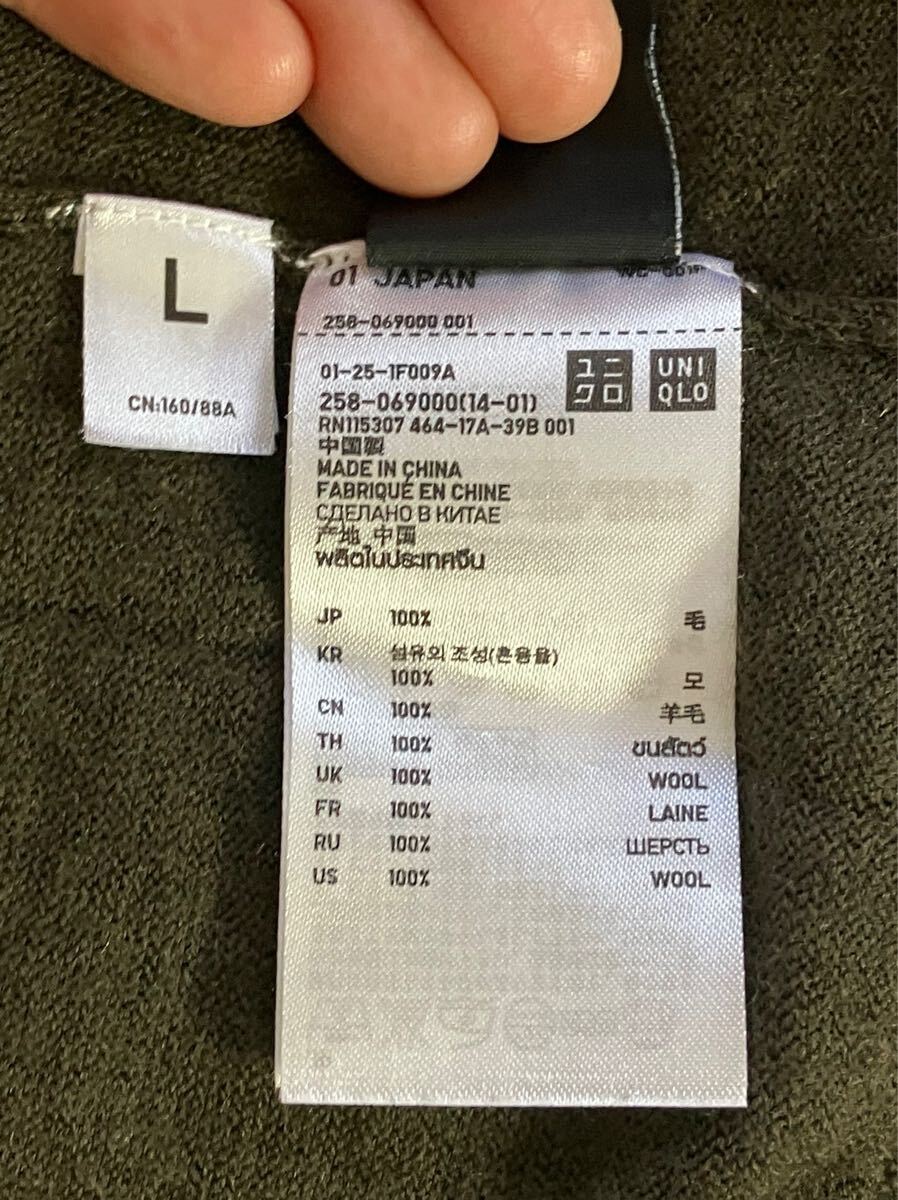 L
CN:160/88A
01 JAPAN
258-069000 001
01-25-1F009A
ユニクロ
UNIQLO
258-069000(14-01)
RN115307 464-17A-39B 001
中国製
MADE IN CHINA
FABRIQUÉ EN CHINE
СДЕЛАНО В КИТАЕ
产地 中国
ผลิตในประเทศจีน
JP 100% 毛
KR 섬유의 조성(혼용율)
100% 모
CN 100% 羊毛
TH 100% ขนสัตว์
UK 100% WOOL
FR 100% LAINE
RU 100% ШЕРСТЬ
US 100% WOOL